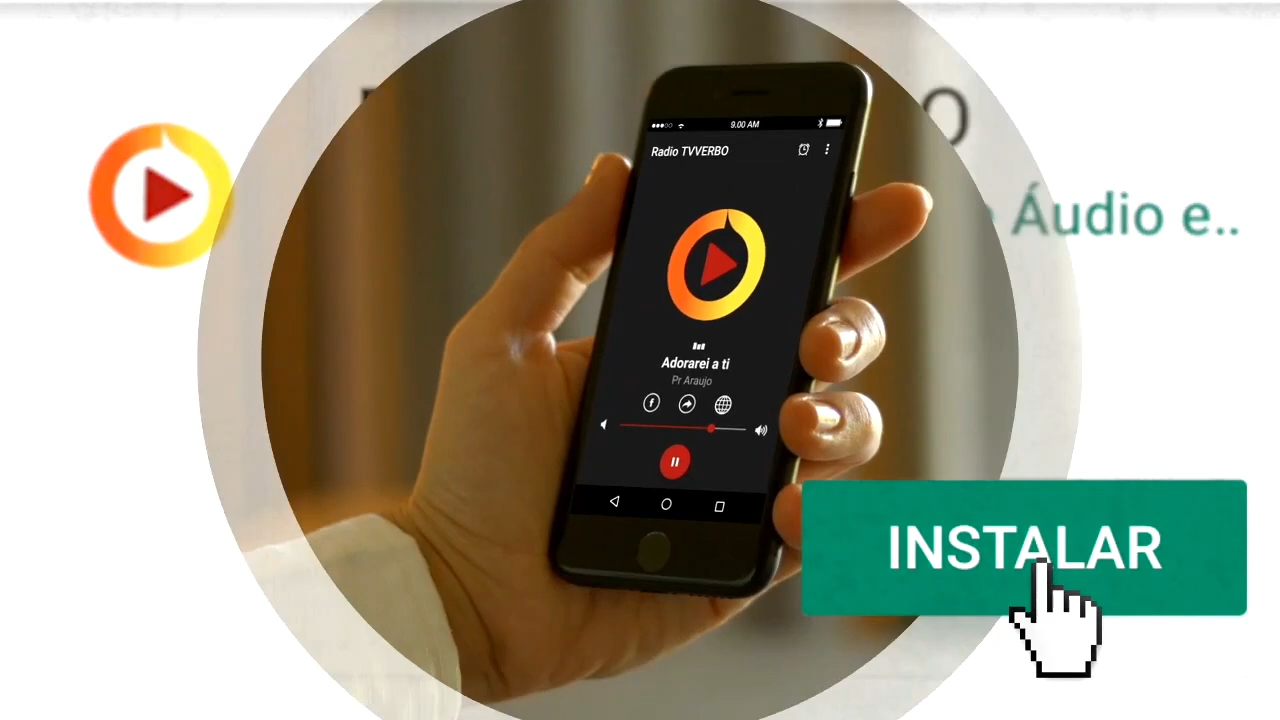 9.00 AM
Radio TVVERBO
Áudio e..
Adorarei a ti
Pr Araujo
INSTALAR